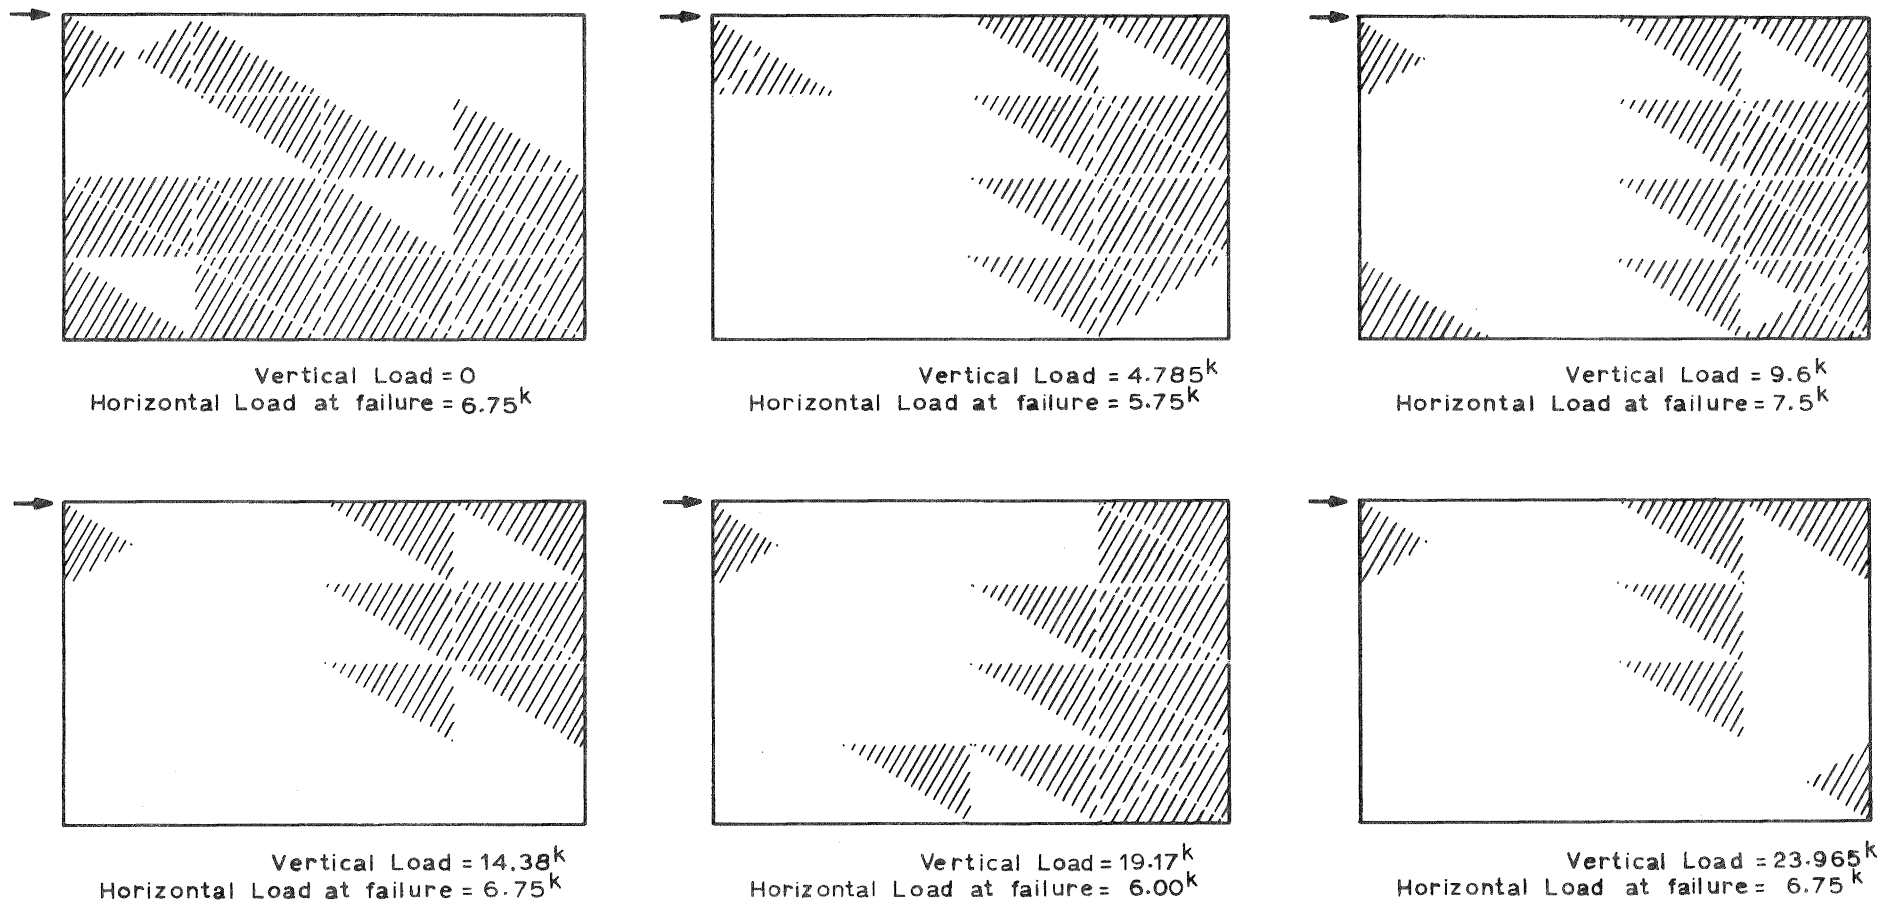 Vertical Load = 0
Horizontal Load at failure = 6.75k
Vertical Load = 4.785k
Horizontal Load at failure = 5.75k
Vertical Load = 9.6k
Horizontal Load at failure = 7.5k
Vertical Load = 14.38k
Horizontal Load at failure = 6.75k
Vertical Load = 19.17k
Horizontal Load at failure = 6.00k
Vertical Load = 23.965k
Horizontal Load at failure = 6.75k